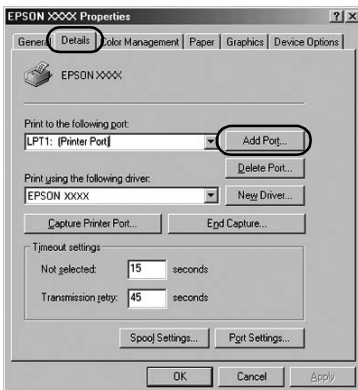 EPSON XXXX Properties ? X
General Details Color Management Paper Graphics Device Options
EPSON XXXX
Print to the following port:
LPT1: (Printer Port) Add Port...
Delete Port...
Print using the following driver:
EPSON XXXX New Driver...
Capture Printer Port... End Capture...
Timeout settings
Not selected: 15 seconds
Transmission retry: 45 seconds
Spool Settings... Port Settings...
OK Cancel Apply